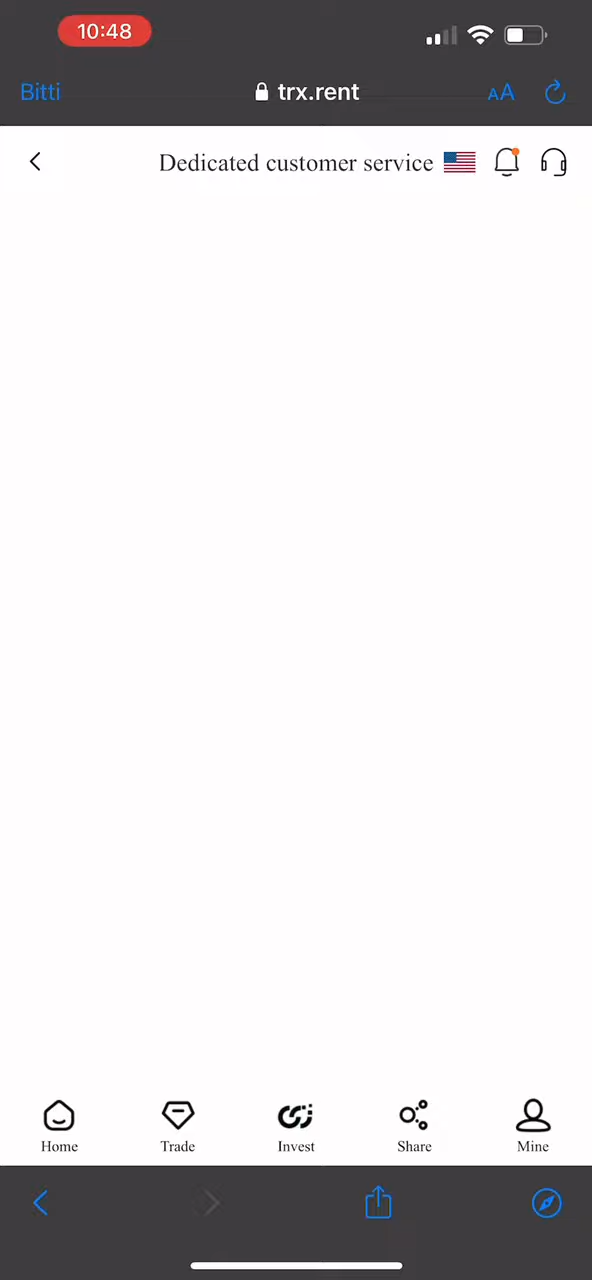 10:48
Bitti
trx.rent
AA
Dedicated customer service
Home
Trade
Invest
Share
Mine